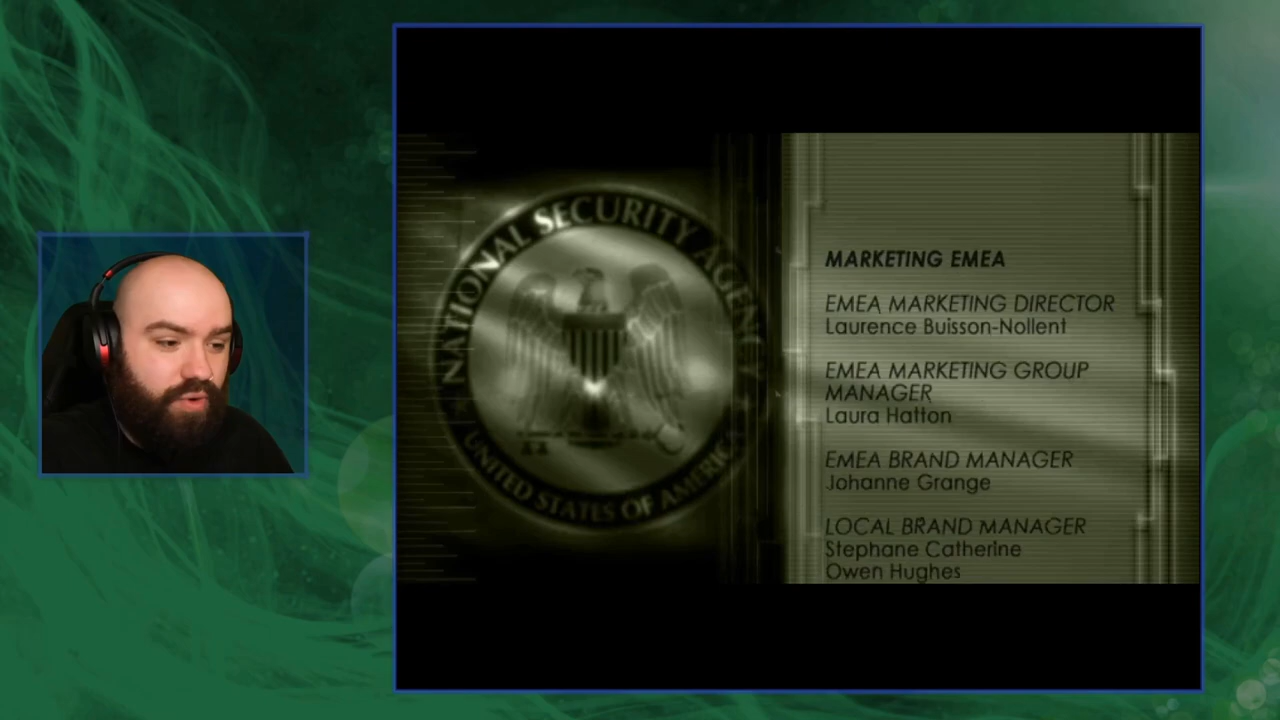 NATIONAL SECURITY AGENCY
UNITED STATES OF AMERICA
MARKETING EMEA
EMEA MARKETING DIRECTOR
Laurence Buisson-Nollent
EMEA MARKETING GROUP
MANAGER
Laura Hatton
EMEA BRAND MANAGER
Johanne Grange
LOCAL BRAND MANAGER
Stephane Catherine
Owen Hughes